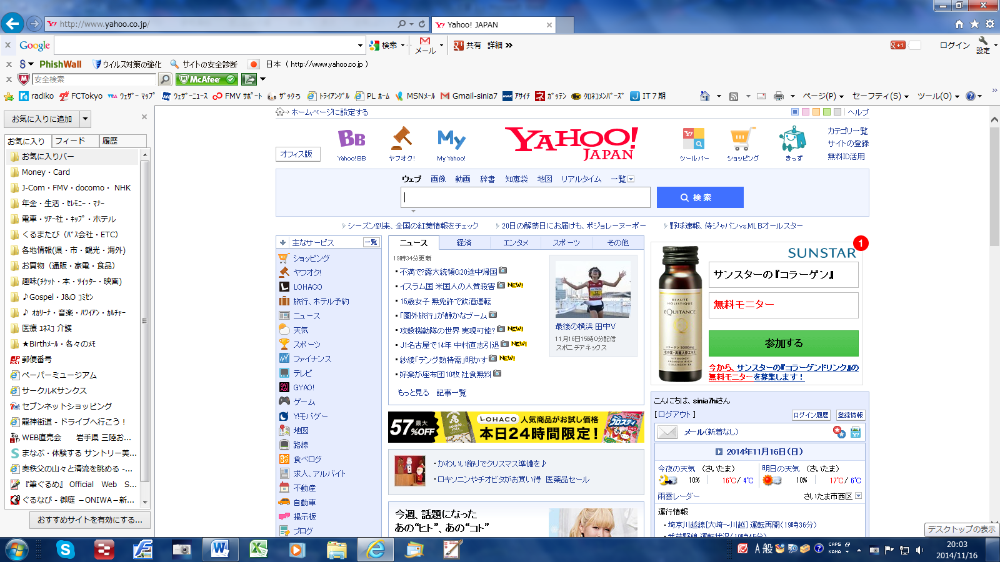 http://www.yahoo.co.jp/
Yahoo! JAPAN
Google
検索
メール
共有
詳細 »
+1
ログイン
設定
S
PhishWall
ウイルス対策の強化
サイトの安全診断
日本 ( http://www.yahoo.co.jp )
安全検索
McAfee
radiko
FCTokyo
ｳｪｻﾞｰ ﾏｯﾌﾟ
ｳｪｻﾞｰﾆｭｰｽ
FMV ｻﾎﾟｰﾄ
ｻﾞｯくぅ
ﾄﾗｲｱﾝｸﾞﾙ
PL ﾎｰﾑ
MSNﾒｰﾙ
Gmail-sinia7
ｱｻｲﾁ
ｶﾞｯﾃﾝ
ｸﾛﾈｺﾒﾝﾊﾞｰｽﾞ
IT７期
ページ(P)
セーフティ(S)
ツール(O)
お気に入りに追加
お気に入り
フィード
履歴
お気に入りバー
Money・Card
J-Com・FMV・docomo・ NHK
年金・生活・ｾﾚﾓﾆｰ・ﾏﾅｰ
電車・ﾂｱｰ社・ｷｯﾌﾟ・ホテル
くるまたび（ﾊﾞｽ会社・ETC）
各地情報(県・市・観光・海外)
お買物（通販・家電・食品）
趣味(ﾁｹｯﾄ・本・ﾂｲｯﾀｰ・映画)
♪Gospel・J&O ｺﾐｾﾝ
♪ ｵｶﾘｰﾅ・音楽・ﾊﾜｲｱﾝ・ｶﾙﾁｬｰ
医療 ﾕﾈｽｺ 介護
★Birthﾒｰﾙ・各々のﾒﾓ
郵便番号
ペーパーミュージアム
サークルKサンクス
セブンネットショッピング
龍神街道 - ドライブへ行こう！
WEB直売会　　岩手県 三陸お...
まなぶ・体験する サントリー美...
奥秩父の山々と清流を眺める -...
『筆ぐるめ』 Official Web S...
ぐるなび - 御庭 －ONIWA－新...
おすすめサイトを有効にする...
ホームページに設定する
ヘルプ
オフィス版
BB
Yahoo! BB
ヤフオク!
My
My Yahoo!
YAHOO!
JAPAN
ツールバー
ショッピング
きっず
カテゴリ一覧
サイトの登録
無料ID活用
ウェブ
画像
動画
辞書
知恵袋
地図
リアルタイム
一覧
検索
シーズン到来、全国の紅葉情報をチェック
20日の解禁日にお届けも、ボジョレーヌーボー
野球速報、侍ジャパンvs.MLBオールスター
主なサービス
一覧
ショッピング
ヤフオク!
LOHACO
旅行、ホテル予約
ニュース
天気
スポーツ
ファイナンス
テレビ
GYAO!
ゲーム
Y!モバゲー
地図
路線
食べログ
求人、アルバイト
不動産
自動車
掲示板
ブログ
ニュース
経済
エンタメ
スポーツ
その他
19時34分更新
不満で?露大統領G20途中帰国
イスラム国 米国人の人質殺害 NEW!
15歳女子 無免許で飲酒運転
「圏外旅行」が静かなブーム
攻殻機動隊の世界 実現可能? NEW!
J1名古屋で14年 中村直志引退 NEW!
紗綾「デング熱特需」明かす NEW!
好楽が座布団10枚 社食無料
もっと見る
記事一覧
最後の横浜 田中V
11月16日15時0分配信
スポニチアネックス
57%OFF
最大
LOHACO 人気商品がお試し価格
本日24時間限定！
かわいい飾りでクリスマス準備を♪
ロキソニンやチオビタがお買い得　医薬品セール
今週、話題になった
あの“ヒト”、あの“コト”
1
SUNSTAR
BEAUTÉ
HOLISTIQUE
EQUITANCE
サンスターの『コラーゲン』
無料モニター
参加する
今から、サンスターの『コラーゲンドリンク』の
無料モニターを募集します！
こんにちは、sinia7hiさん
[ログアウト]
ログイン履歴
登録情報
メール(新着なし)
2014年11月16日(日)
今夜の天気 （さいたま）
10%
16℃/ 4℃
明日の天気 （さいたま）
10%
17℃/ 6℃
雨雲レーダー
さいたま市西区
運行情報
埼京川越線[大崎～川越] 運転再開(19時36分)
武蔵野線 運転状況(19時45分)
デスクトップの表示
A 般
CAPS
KANA
20:03
2014/11/16